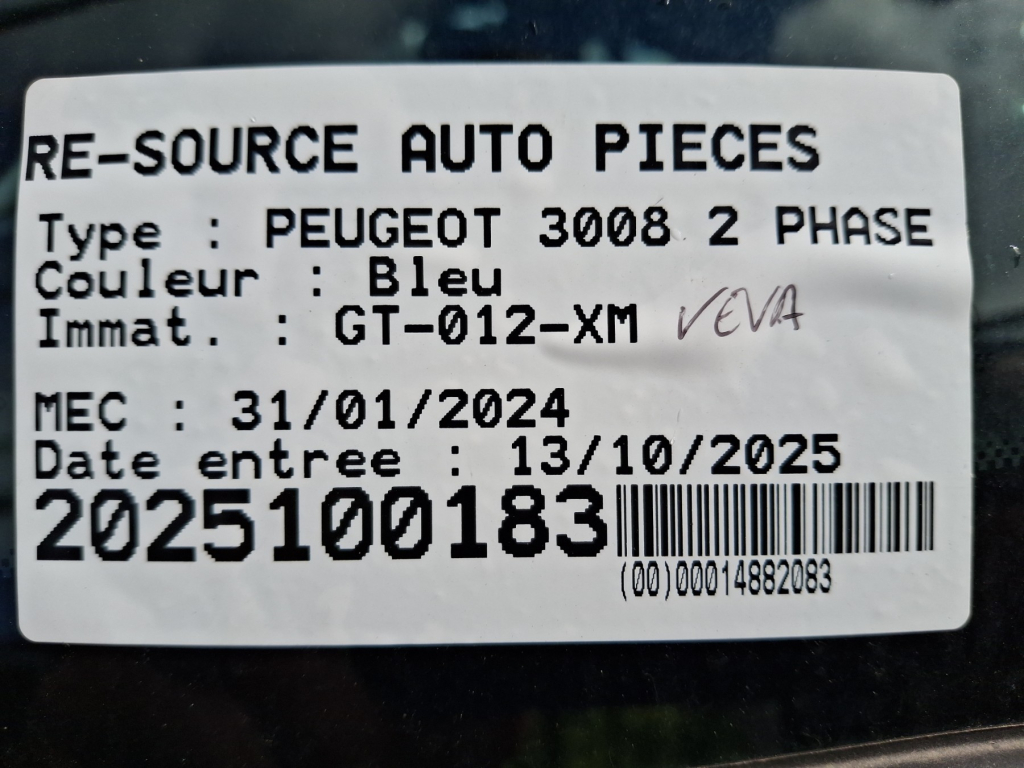 RE-SOURCE AUTO PIECES
Type : PEUGEOT 3008 2 PHASE
Couleur : Bleu
Immat. : GT-012-XM VEVA
MEC : 31/01/2024
Date entree : 13/10/2025
2025100183
(00)00014882083